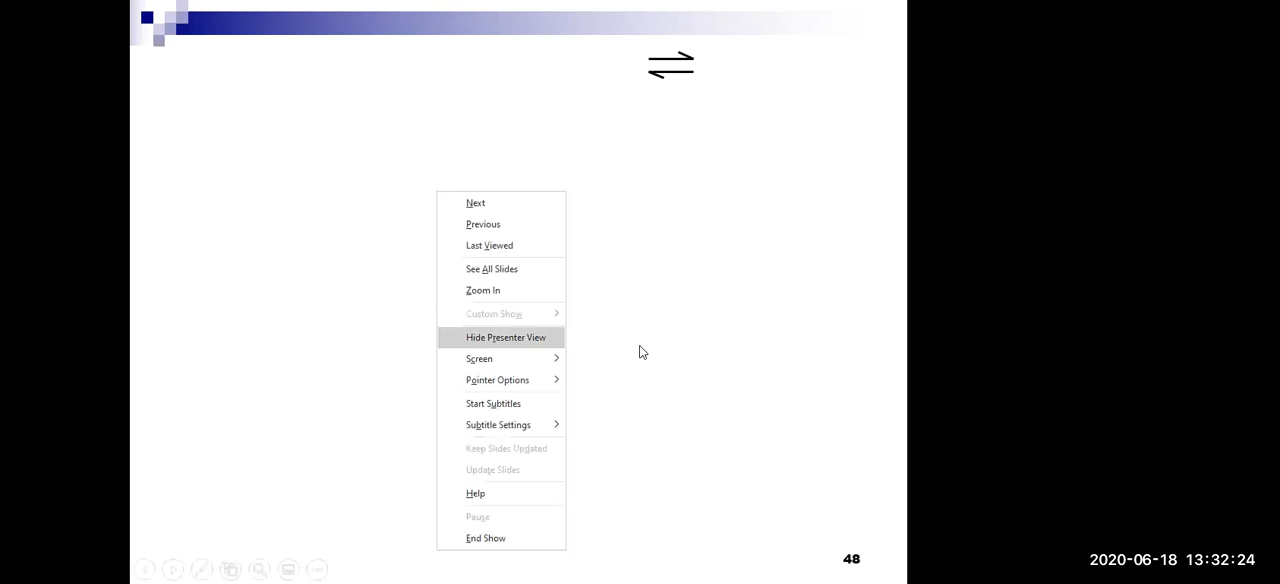 Next
Previous
Last Viewed
See All Slides
Zoom In
Custom Show
Hide Presenter View
Screen
Pointer Options
Start Subtitles
Subtitle Settings
Keep Slides Updated
Update Slides
Help
Pause
End Show
48
2020-06-18 13:32:24